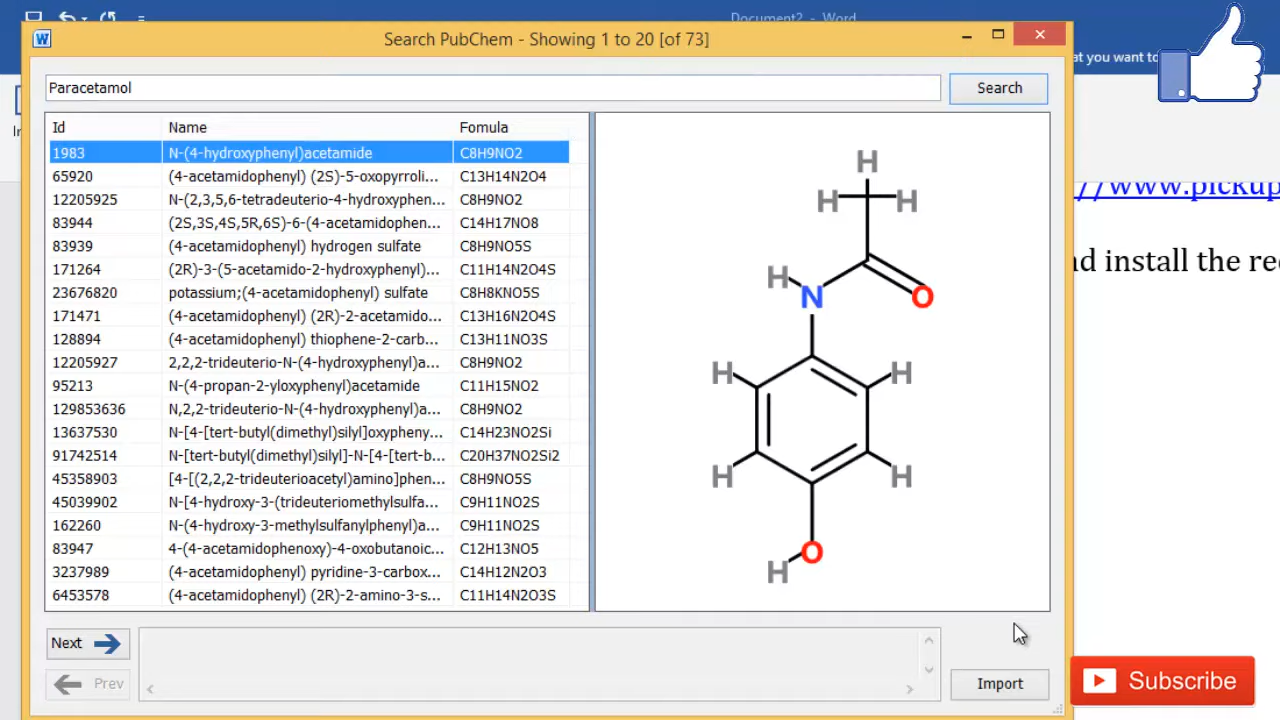 Document2 - Word
W Search PubChem - Showing 1 to 20 [of 73]
at you want to
Paracetamol Search
Id Name Fomula
1983 N-(4-hydroxyphenyl)acetamide C8H9NO2
65920 (4-acetamidophenyl) (2S)-5-oxopyrroli... C13H14N2O4
12205925 N-(2,3,5,6-tetradeuterio-4-hydroxyphen... C8H9NO2
83944 (2S,3S,4S,5R,6S)-6-(4-acetamidophen... C14H17NO8
83939 (4-acetamidophenyl) hydrogen sulfate C8H9NO5S
171264 (2R)-3-(5-acetamido-2-hydroxyphenyl)... C11H14N2O4S
23676820 potassium;(4-acetamidophenyl) sulfate C8H8KNO5S
171471 (4-acetamidophenyl) (2R)-2-acetamido... C13H16N2O4S
128894 (4-acetamidophenyl) thiophene-2-carb... C13H11NO3S
12205927 2,2,2-trideuterio-N-(4-hydroxyphenyl)a... C8H9NO2
95213 N-(4-propan-2-yloxyphenyl)acetamide C11H15NO2
129853636 N,2,2-trideuterio-N-(4-hydroxyphenyl)a... C8H9NO2
13637530 N-[4-[tert-butyl(dimethyl)silyl]oxypheny... C14H23NO2Si
91742514 N-[tert-butyl(dimethyl)silyl]-N-[4-[tert-b... C20H37NO2Si2
45358903 [4-[(2,2,2-trideuterioacetyl)amino]phen... C8H9NO5S
45039902 N-[4-hydroxy-3-(trideuteriomethylsulfa... C9H11NO2S
162260 N-(4-hydroxy-3-methylsulfanylphenyl)a... C9H11NO2S
83947 4-(4-acetamidophenoxy)-4-oxobutanoic... C12H13NO5
3237989 (4-acetamidophenyl) pyridine-3-carbox... C14H12N2O3
6453578 (4-acetamidophenyl) (2R)-2-amino-3-s... C11H14N2O3S
H
H H
H
N O
H H
H H
O
H
//www.pickup
nd install the re
Next
Prev
Import
Subscribe